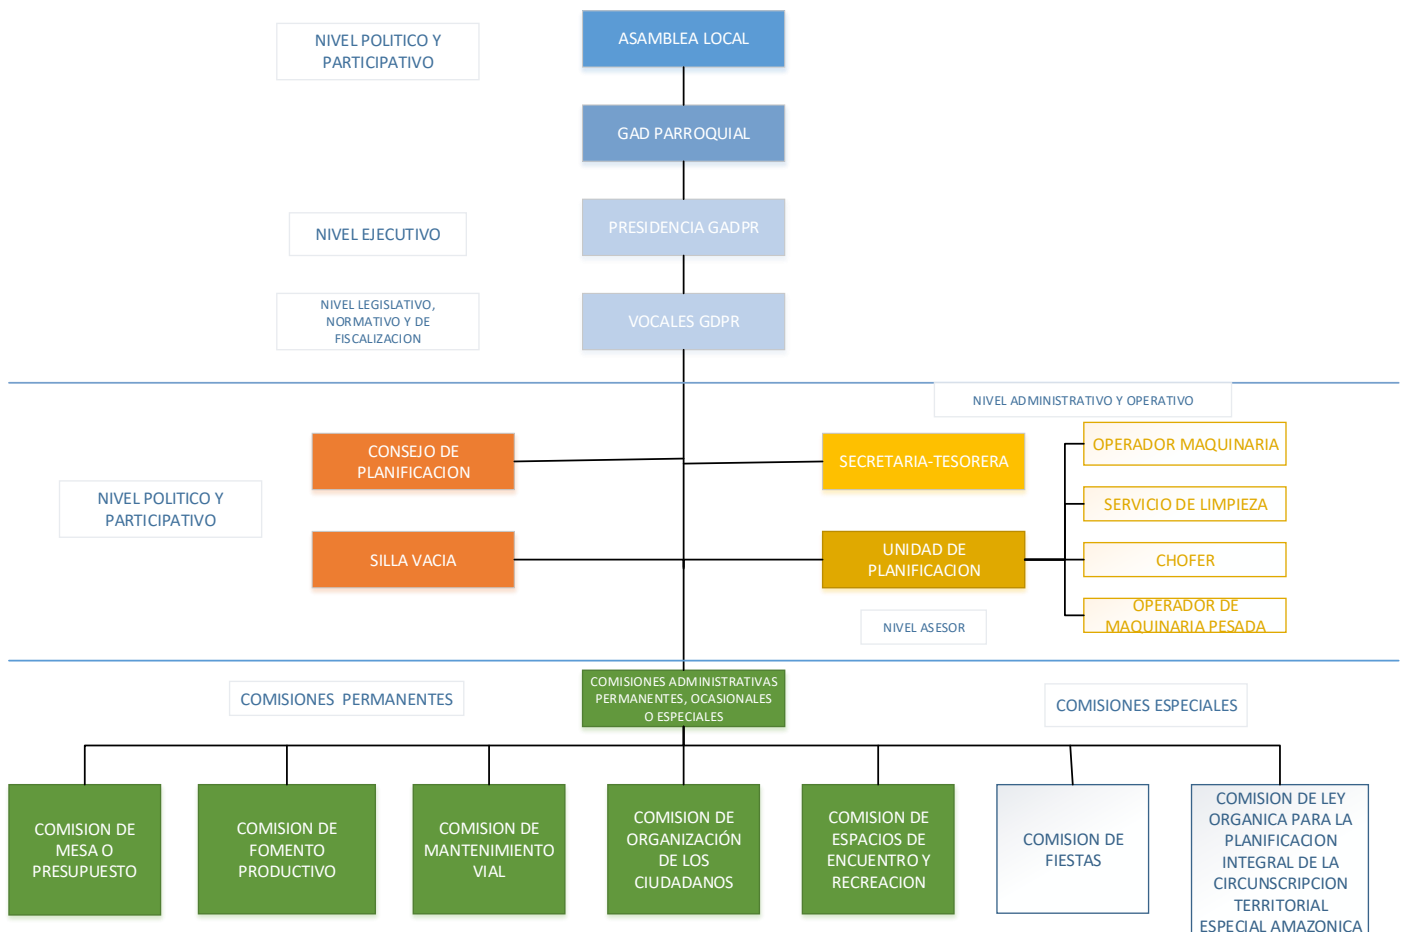 NIVEL POLITICO Y
PARTICIPATIVO
ASAMBLEA LOCAL
GAD PARROQUIAL
NIVEL EJECUTIVO
PRESIDENCIA GADPR
NIVEL LEGISLATIVO,
NORMATIVO Y DE
FISCALIZACION
VOCALES GDPR
NIVEL ADMINISTRATIVO Y OPERATIVO
CONSEJO DE
PLANIFICACION
SECRETARIA-TESORERA
OPERADOR MAQUINARIA
NIVEL POLITICO Y
PARTICIPATIVO
SERVICIO DE LIMPIEZA
SILLA VACIA
UNIDAD DE
PLANIFICACION
CHOFER
OPERADOR DE
MAQUINARIA PESADA
NIVEL ASESOR
COMISIONES PERMANENTES
COMISIONES ADMINISTRATIVAS
PERMANENTES, OCASIONALES
O ESPECIALES
COMISIONES ESPECIALES
COMISION DE
MESA O
PRESUPUESTO
COMISION DE
FOMENTO
PRODUCTIVO
COMISION DE
MANTENIMIENTO
VIAL
COMISION DE
ORGANIZACIÓN
DE LOS
CIUDADANOS
COMISION DE
ESPACIOS DE
ENCUENTRO Y
RECREACION
COMISION DE
FIESTAS
COMISION DE LEY
ORGANICA PARA LA
PLANIFICACION
INTEGRAL DE LA
CIRCUNSCRIPCION
TERRITORIAL
ESPECIAL AMAZONICA